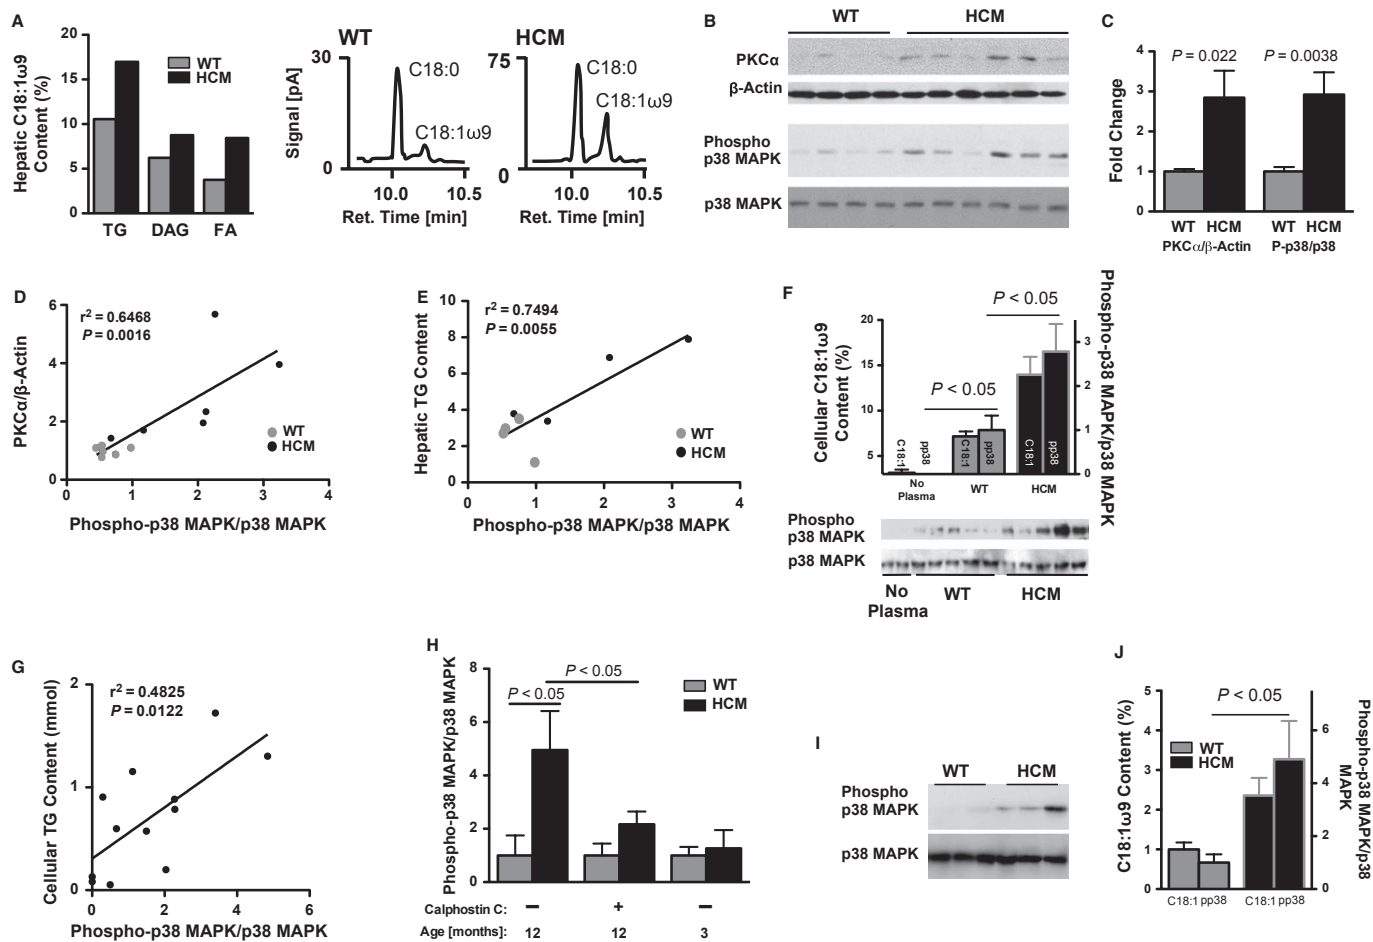 A
Hepatic C18:1ω9
Content (%)
20
15
10
5
0
WT
HCM
TG DAG FA
WT
Signal [pA]
30
0
C18:0
C18:1ω9
10.0 10.5
Ret. Time [min]
HCM
75
0
C18:0
C18:1ω9
10.0 10.5
Ret. Time [min]
B
WT HCM
PKCα
β-Actin
Phospho
p38 MAPK
p38 MAPK
C
Fold Change
4
3
2
1
0
P = 0.022 P = 0.0038
WT HCM WT HCM
PKCα/β-Actin P-p38/p38
D
PKCα/β-Actin
6
4
2
0
r² = 0.6468
P = 0.0016
WT
HCM
0 1 2 3 4
Phospho-p38 MAPK/p38 MAPK
E
Hepatic TG Content
10
8
6
4
2
0
r² = 0.7494
P = 0.0055
WT
HCM
0 1 2 3 4
Phospho-p38 MAPK/p38 MAPK
F
Cellular C18:1ω9
Content (%)
20
15
10
5
P < 0.05
P < 0.05
C18:1 pp38 C18:1 pp38 C18:1 pp38
No
Plasma
WT HCM
3
2
1
0
Phospho-p38 MAPK/p38 MAPK
Phospho
p38 MAPK
p38 MAPK
No
Plasma
WT HCM
G
Cellular TG Content (mmol)
2
1
0
r² = 0.4825
P = 0.0122
0 2 4 6
Phospho-p38 MAPK/p38 MAPK
H
Phospho-p38 MAPK/p38 MAPK
8
6
4
2
0
P < 0.05
P < 0.05
WT
HCM
Calphostin C: − + −
Age [months]: 12 12 3
I
WT HCM
Phospho
p38 MAPK
p38 MAPK
J
C18:1ω9 Content (%)
5
4
3
2
1
0
P < 0.05
WT
HCM
C18:1 pp38 C18:1 pp38
6
4
2
0
Phospho-p38 MAPK/p38
MAPK